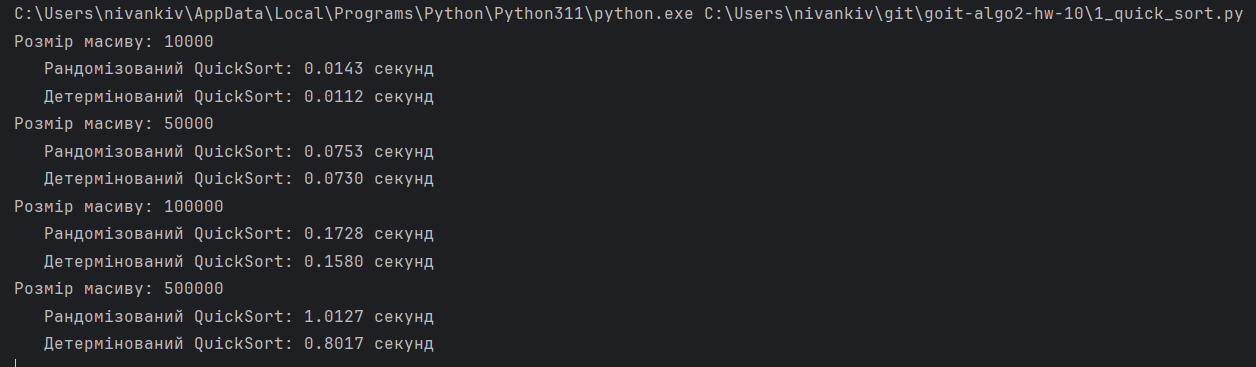 C:\Users\nivankiv\AppData\Local\Programs\Python\Python311\python.exe C:\Users\nivankiv\git\goit-algo2-hw-10\1_quick_sort.py
Розмір масиву: 10000
Рандомізований QuickSort: 0.0143 секунд
Детермінований QuickSort: 0.0112 секунд
Розмір масиву: 50000
Рандомізований QuickSort: 0.0753 секунд
Детермінований QuickSort: 0.0730 секунд
Розмір масиву: 100000
Рандомізований QuickSort: 0.1728 секунд
Детермінований QuickSort: 0.1580 секунд
Розмір масиву: 500000
Рандомізований QuickSort: 1.0127 секунд
Детермінований QuickSort: 0.8017 секунд